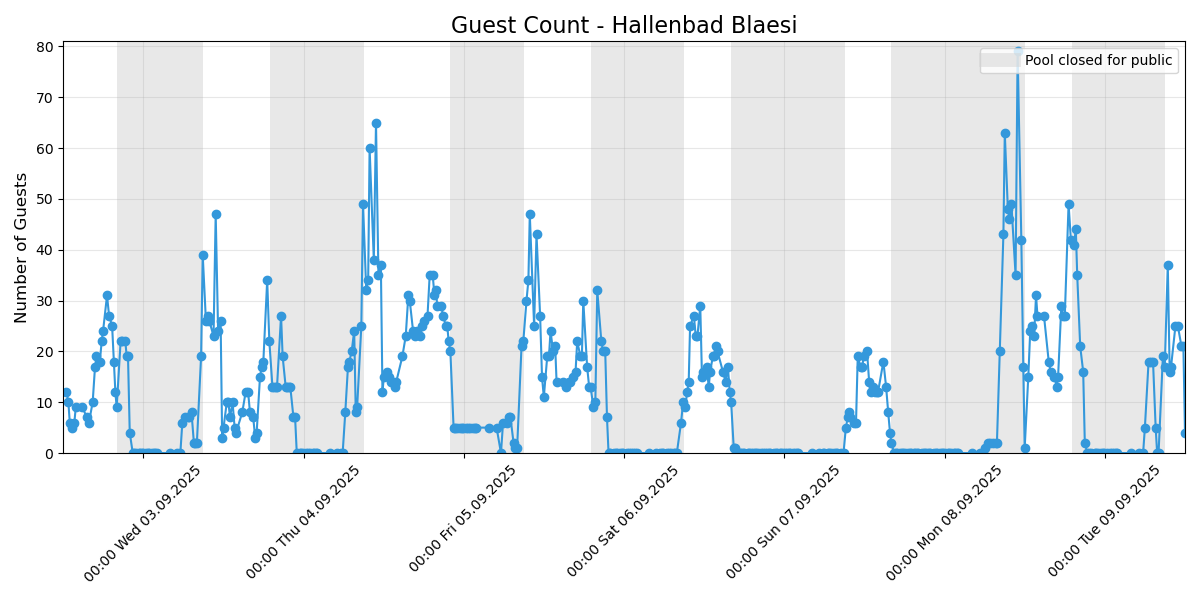 Guest Count - Hallenbad Blaesi
Pool closed for public
Number of Guests
80
70
60
50
40
30
20
10
0
00:00 Wed 03.09.2025
00:00 Thu 04.09.2025
00:00 Fri 05.09.2025
00:00 Sat 06.09.2025
00:00 Sun 07.09.2025
00:00 Mon 08.09.2025
00:00 Tue 09.09.2025